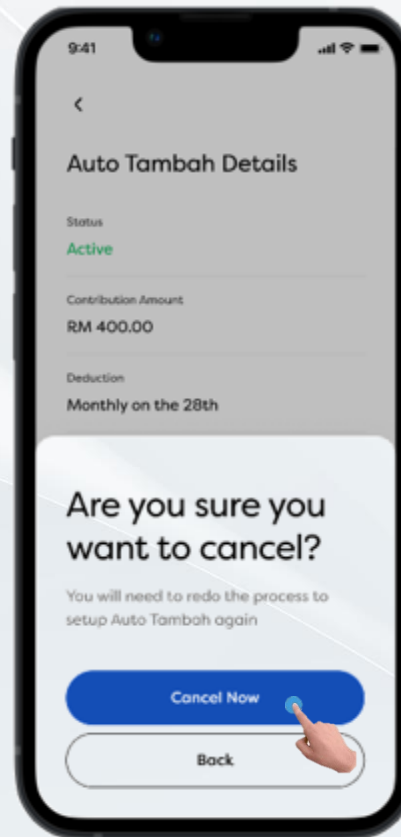 9:41
Auto Tambah Details
Status
Active
Contribution Amount
RM 400.00
Deduction
Monthly on the 28th
Are you sure you
want to cancel?
You will need to redo the process to
setup Auto Tambah again
Cancel Now
Back